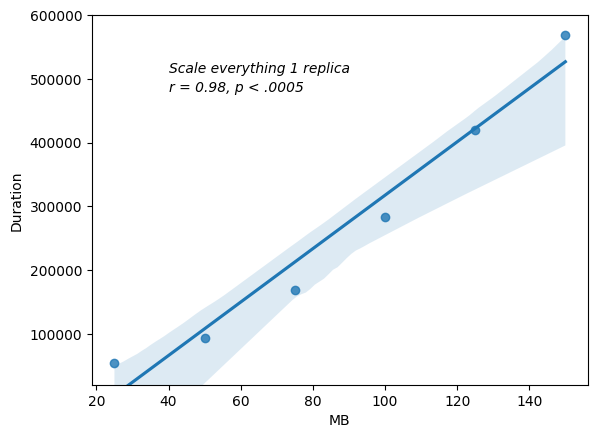 600000
500000
400000
300000
200000
100000
Duration
Scale everything 1 replica
r = 0.98, p < .0005
20 40 60 80 100 120 140
MB